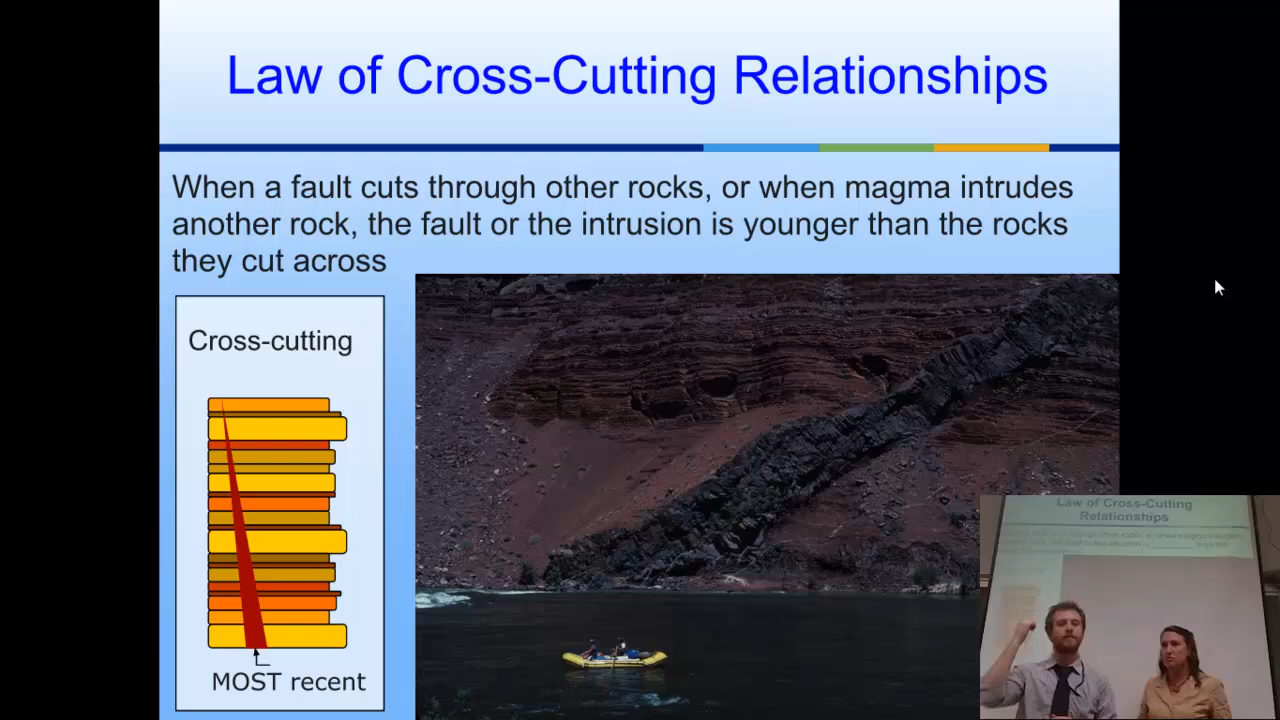 Law of Cross-Cutting Relationships
When a fault cuts through other rocks, or when magma intrudes
another rock, the fault or the intrusion is younger than the rocks
they cut across
Cross-cutting
MOST recent
Law of Cross-Cutting
Relationships